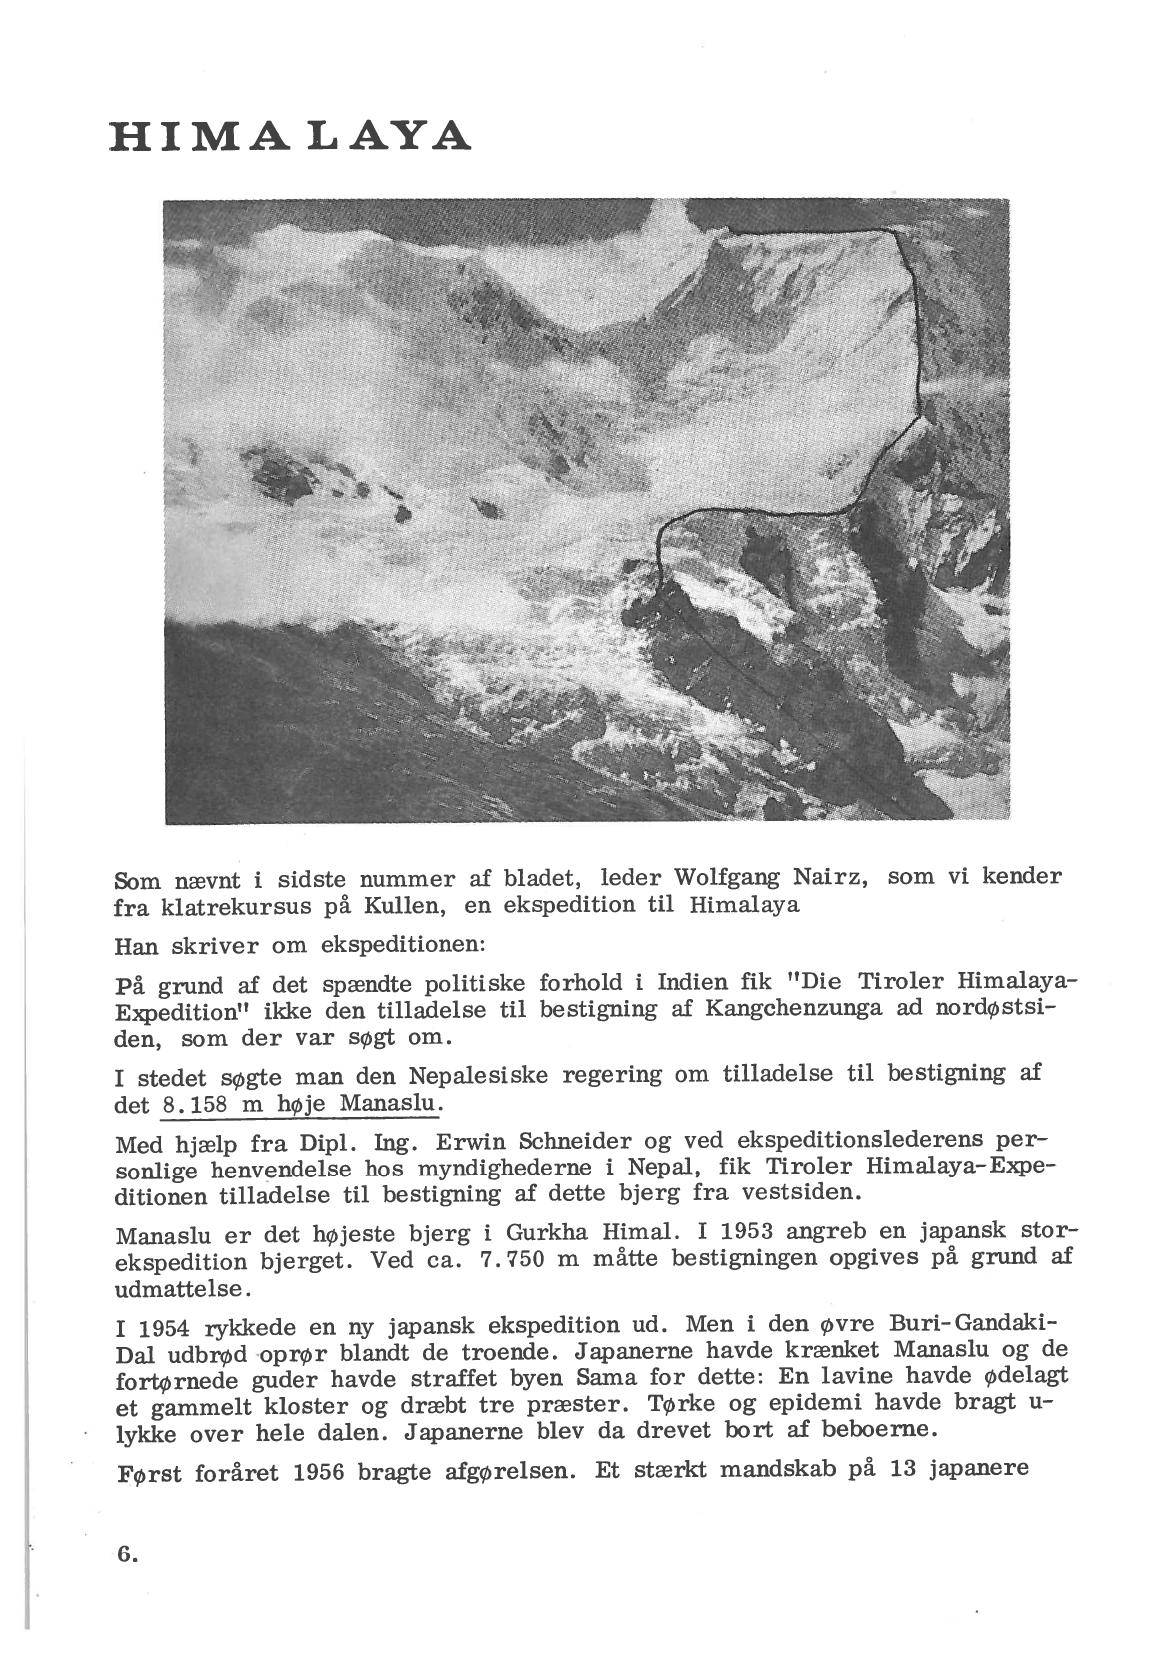 HIMALAYA
Som nævnt i sidste nummer af bladet, leder Wolfgang Nairz, som vi kender
fra klatrekursus på Kullen, en ekspedition til Himalaya
Han skriver om ekspeditionen:
På grund af det spændte politiske forhold i Indien fik "Die Tiroler Himalaya-
Expedition" ikke den tilladelse til bestigning af Kangchenzunga ad nordøstsi-
den, som der var søgt om.
I stedet søgte man den Nepalesiske regering om tilladelse til bestigning af
det 8.158 m høje Manaslu.
Med hjælp fra Dipl. Ing. Erwin Schneider og ved ekspeditionslederens per-
sonlige henvendelse hos myndighederne i Nepal, fik Tiroler Himalaya-Expe-
ditionen tilladelse til bestigning af dette bjerg fra vestsiden.
Manaslu er det højeste bjerg i Gurkha Himal. I 1953 angreb en japansk stor-
ekspedition bjerget. Ved ca. 7.750 m måtte bestigningen opgives på grund af
udmattelse.
I 1954 rykkede en ny japansk ekspedition ud. Men i den øvre Buri-Gandaki-
Dal udbrød oprør blandt de troende. Japanerne havde krænket Manaslu og de
fortørnede guder havde straffet byen Sama for dette: En lavine havde ødelagt
et gammelt kloster og dræbt tre præster. Tørke og epidemi havde bragt u-
lykke over hele dalen. Japanerne blev da drevet bort af beboerne.
Først foråret 1956 bragte afgørelsen. Et stærkt mandskab på 13 japanere
6.